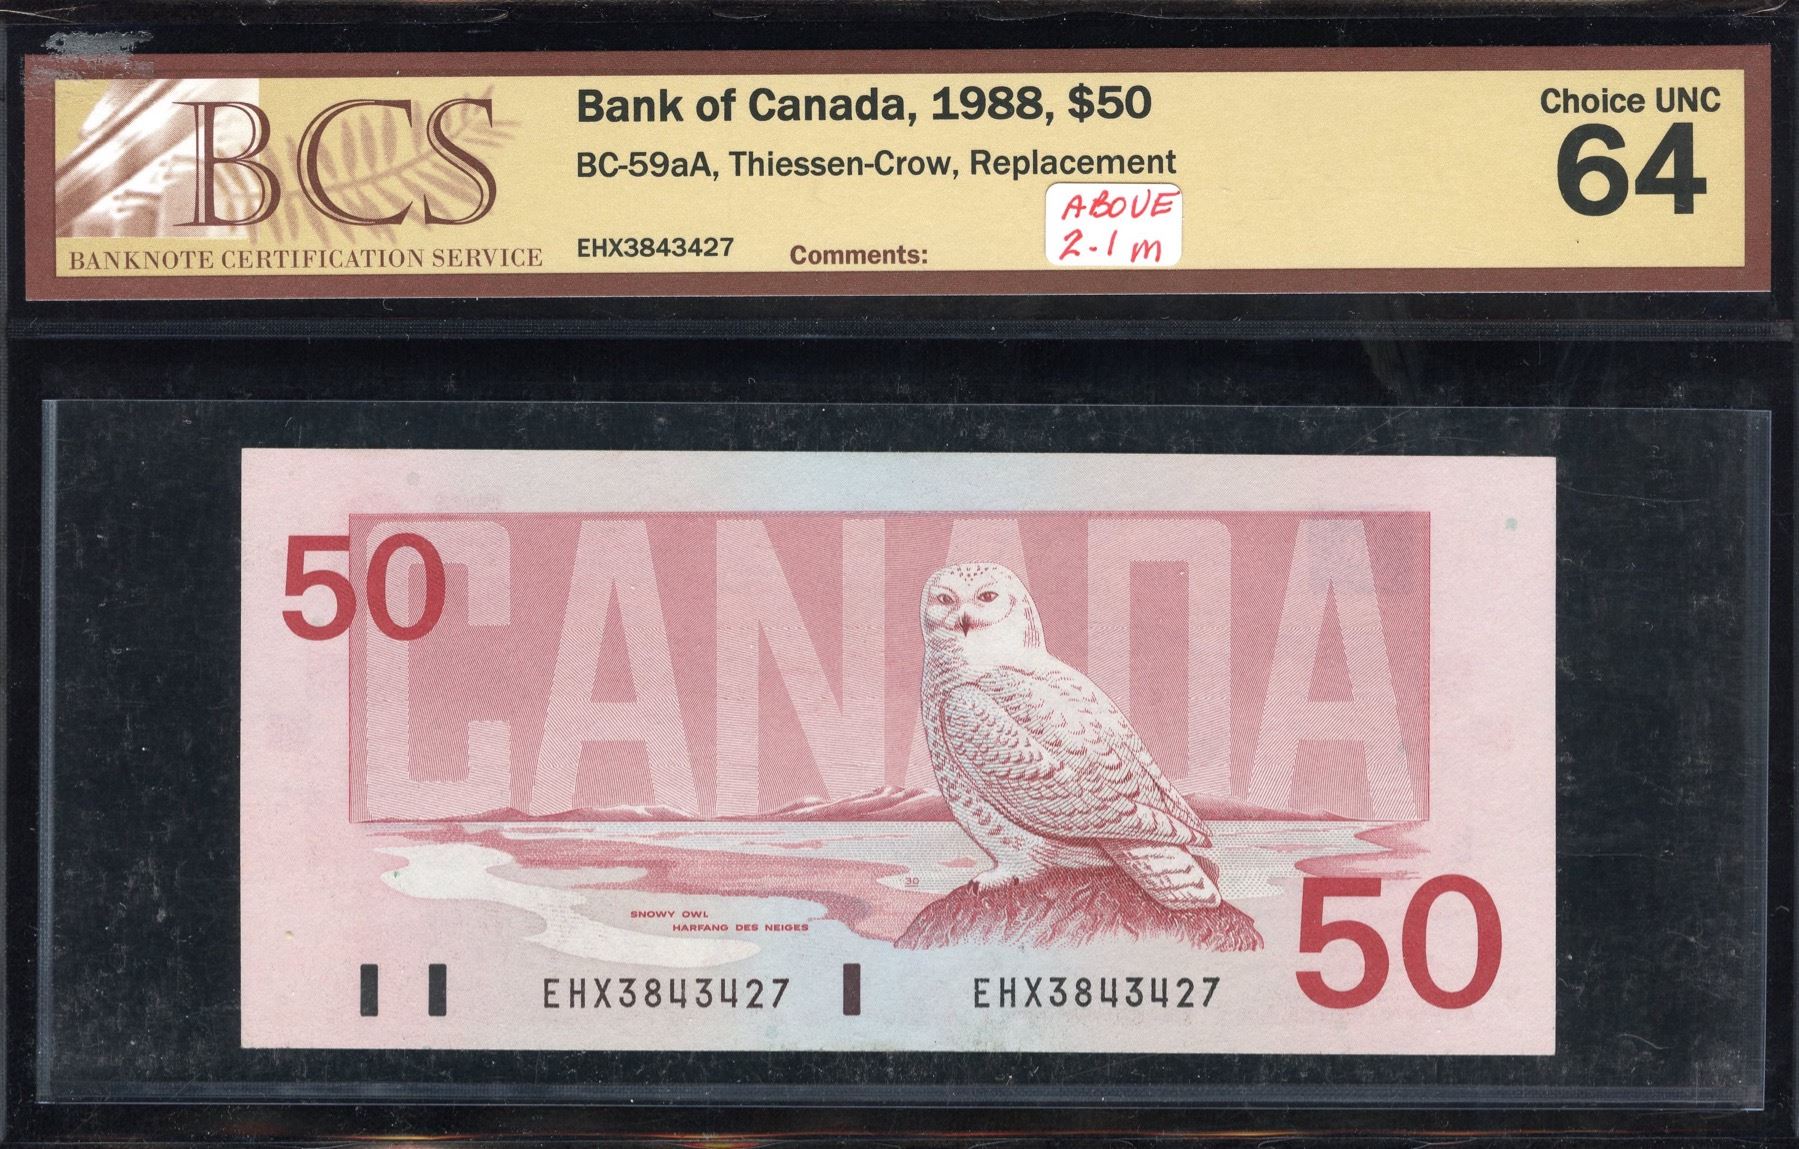 BCS
BANKNOTE CERTIFICATION SERVICE
Bank of Canada, 1988, $50
BC-59aA, Thiessen-Crow, Replacement
EHX3843427 Comments:
ABOVE
2.1 m
Choice UNC
64
CANADA
50
30
SNOWY OWL
HARFANG DES NEIGES
EHX3843427 EHX3843427
50